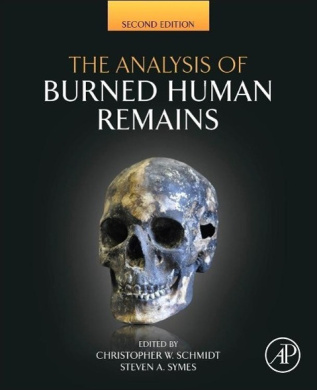 SECOND EDITION
THE ANALYSIS OF
BURNED HUMAN
REMAINS
EDITED BY
CHRISTOPHER W. SCHMIDT
STEVEN A. SYMES
AP